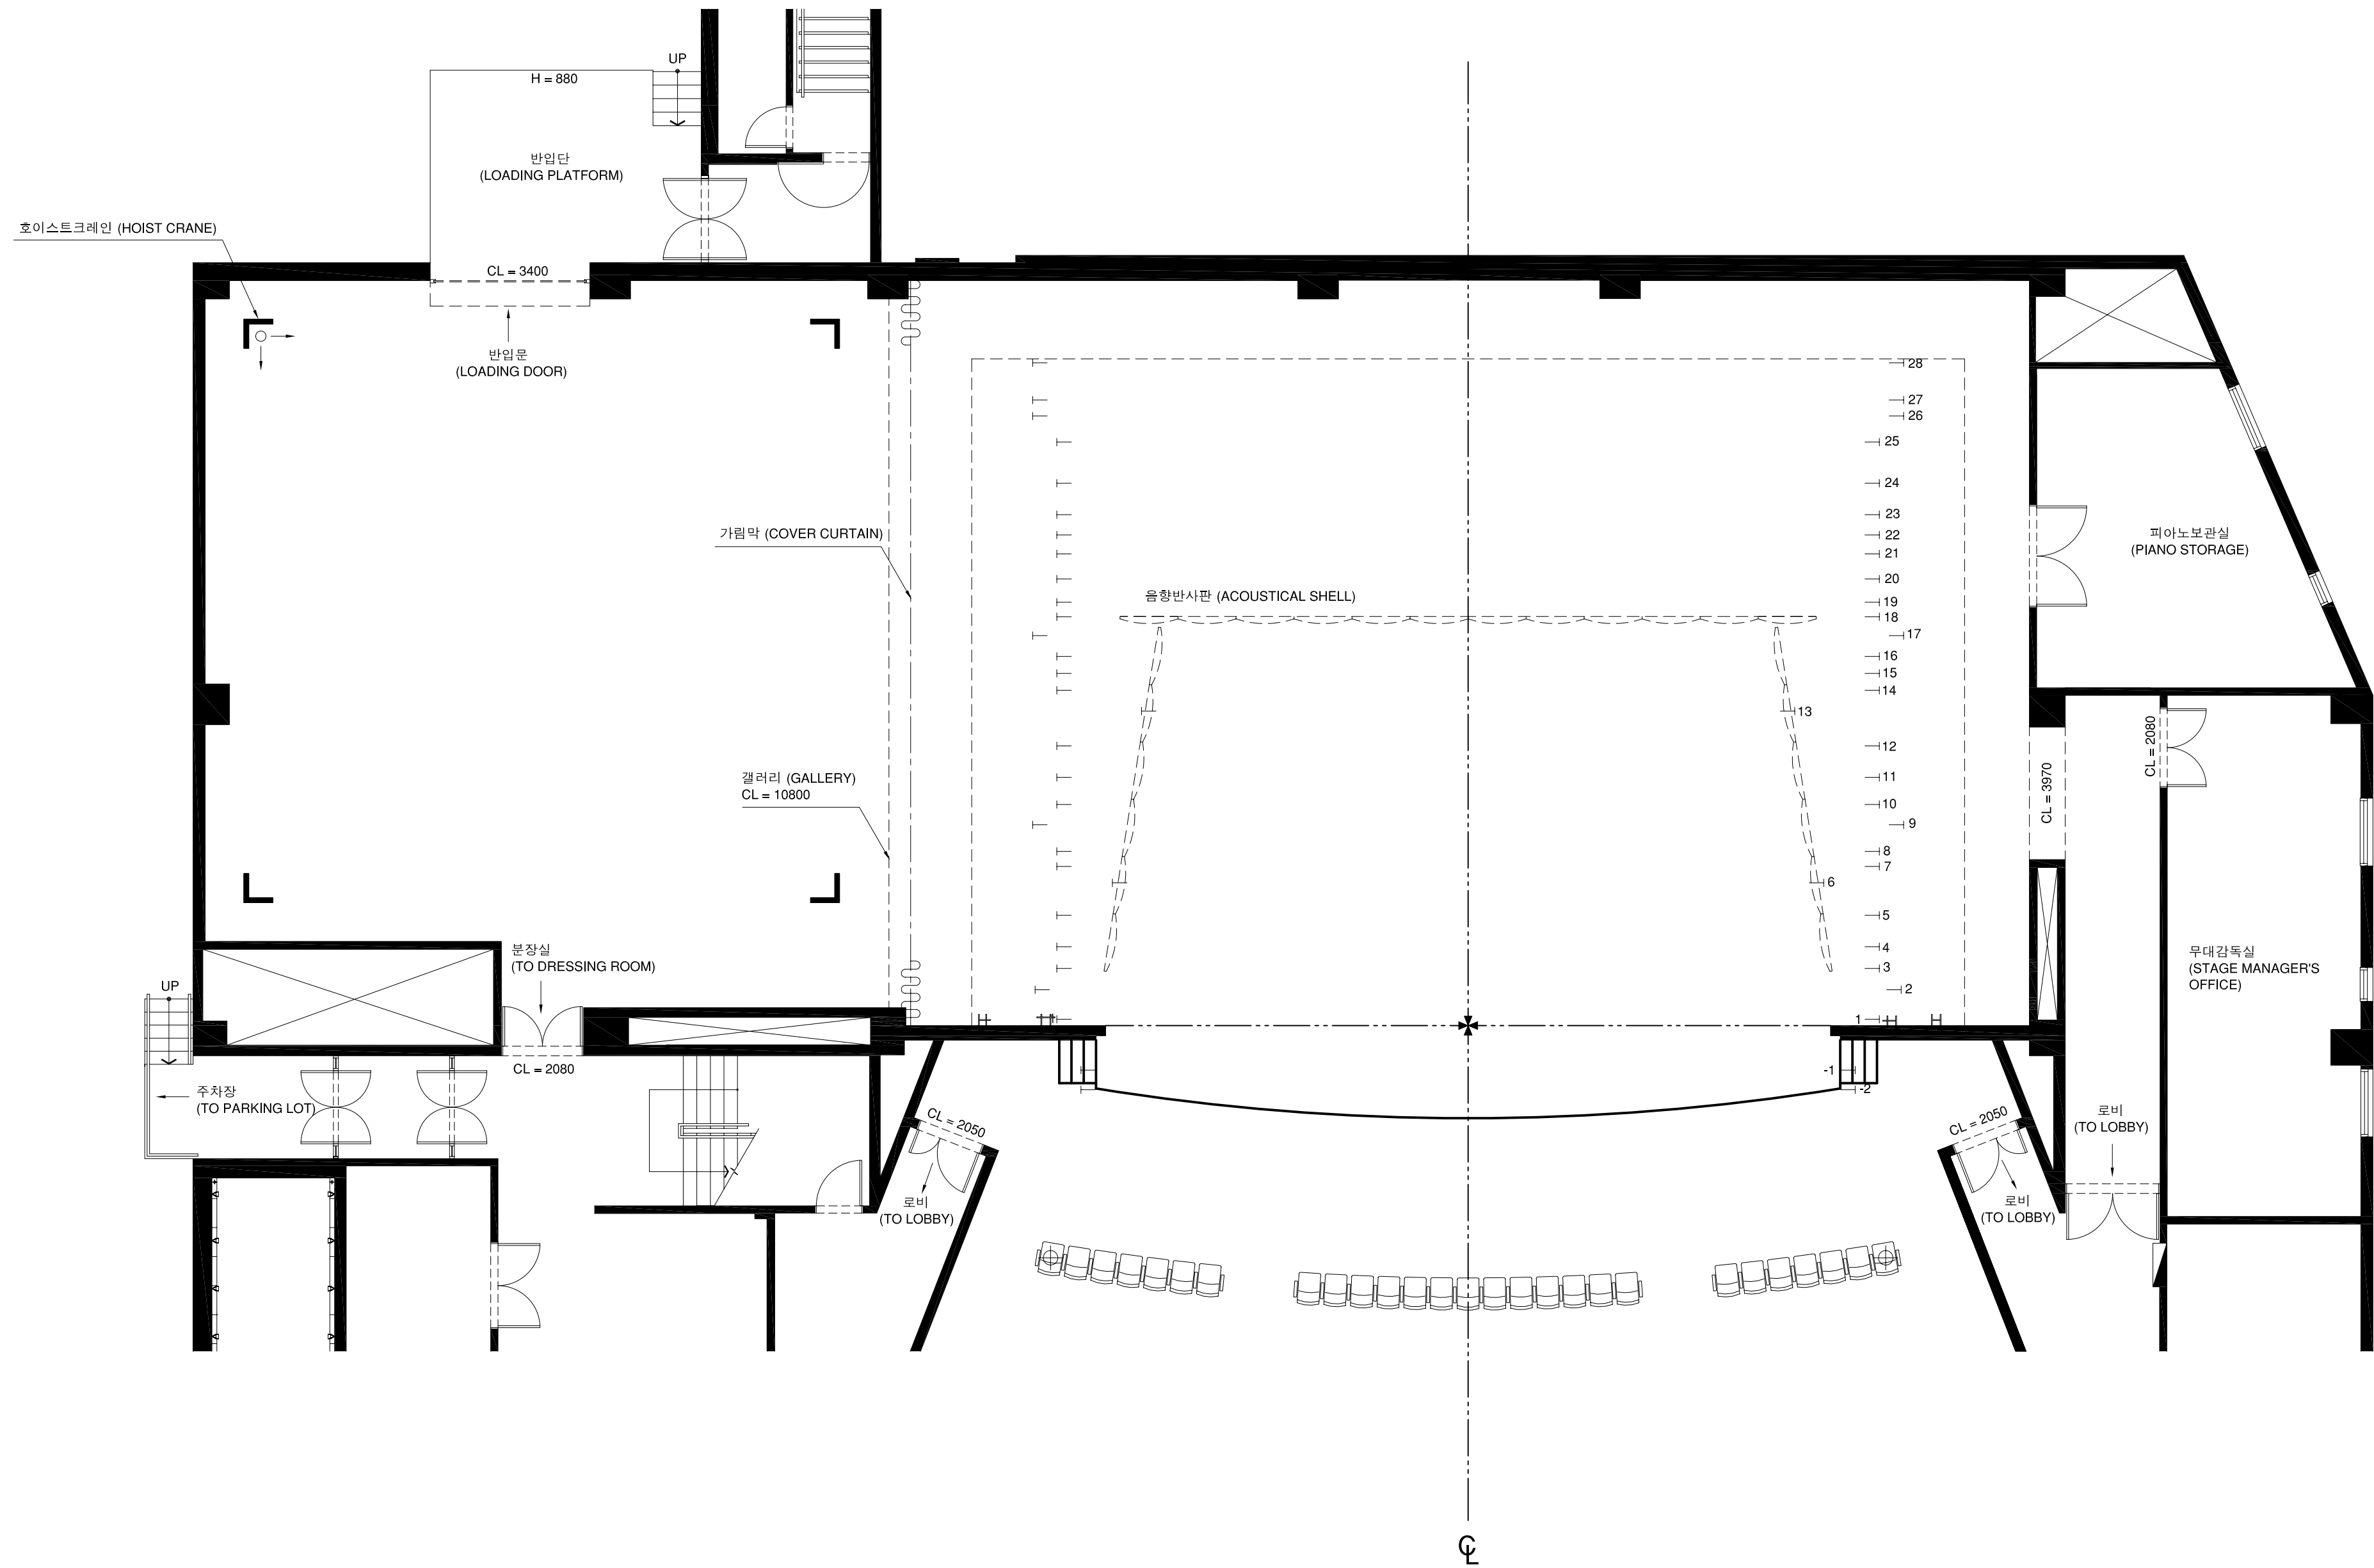 UP
H = 880
반입단
(LOADING PLATFORM)
호이스트크레인 (HOIST CRANE)
CL = 3400
반입문
(LOADING DOOR)
28
27
26
25
24
가림막 (COVER CURTAIN)
23
22
21
20
피아노보관실
(PIANO STORAGE)
음향반사판 (ACOUSTICAL SHELL)
19
18
17
16
15
14
13
12
CL = 2080
11
CL = 3970
갤러리 (GALLERY)
CL = 10800
10
9
8
7
6
5
4
3
2
1
분장실
(TO DRESSING ROOM)
무대감독실
(STAGE MANAGER'S
OFFICE)
UP
CL = 2080
-1
-2
주차장
(TO PARKING LOT)
CL = 2050
CL = 2050
로비
(TO LOBBY)
로비
(TO LOBBY)
로비
(TO LOBBY)
CL